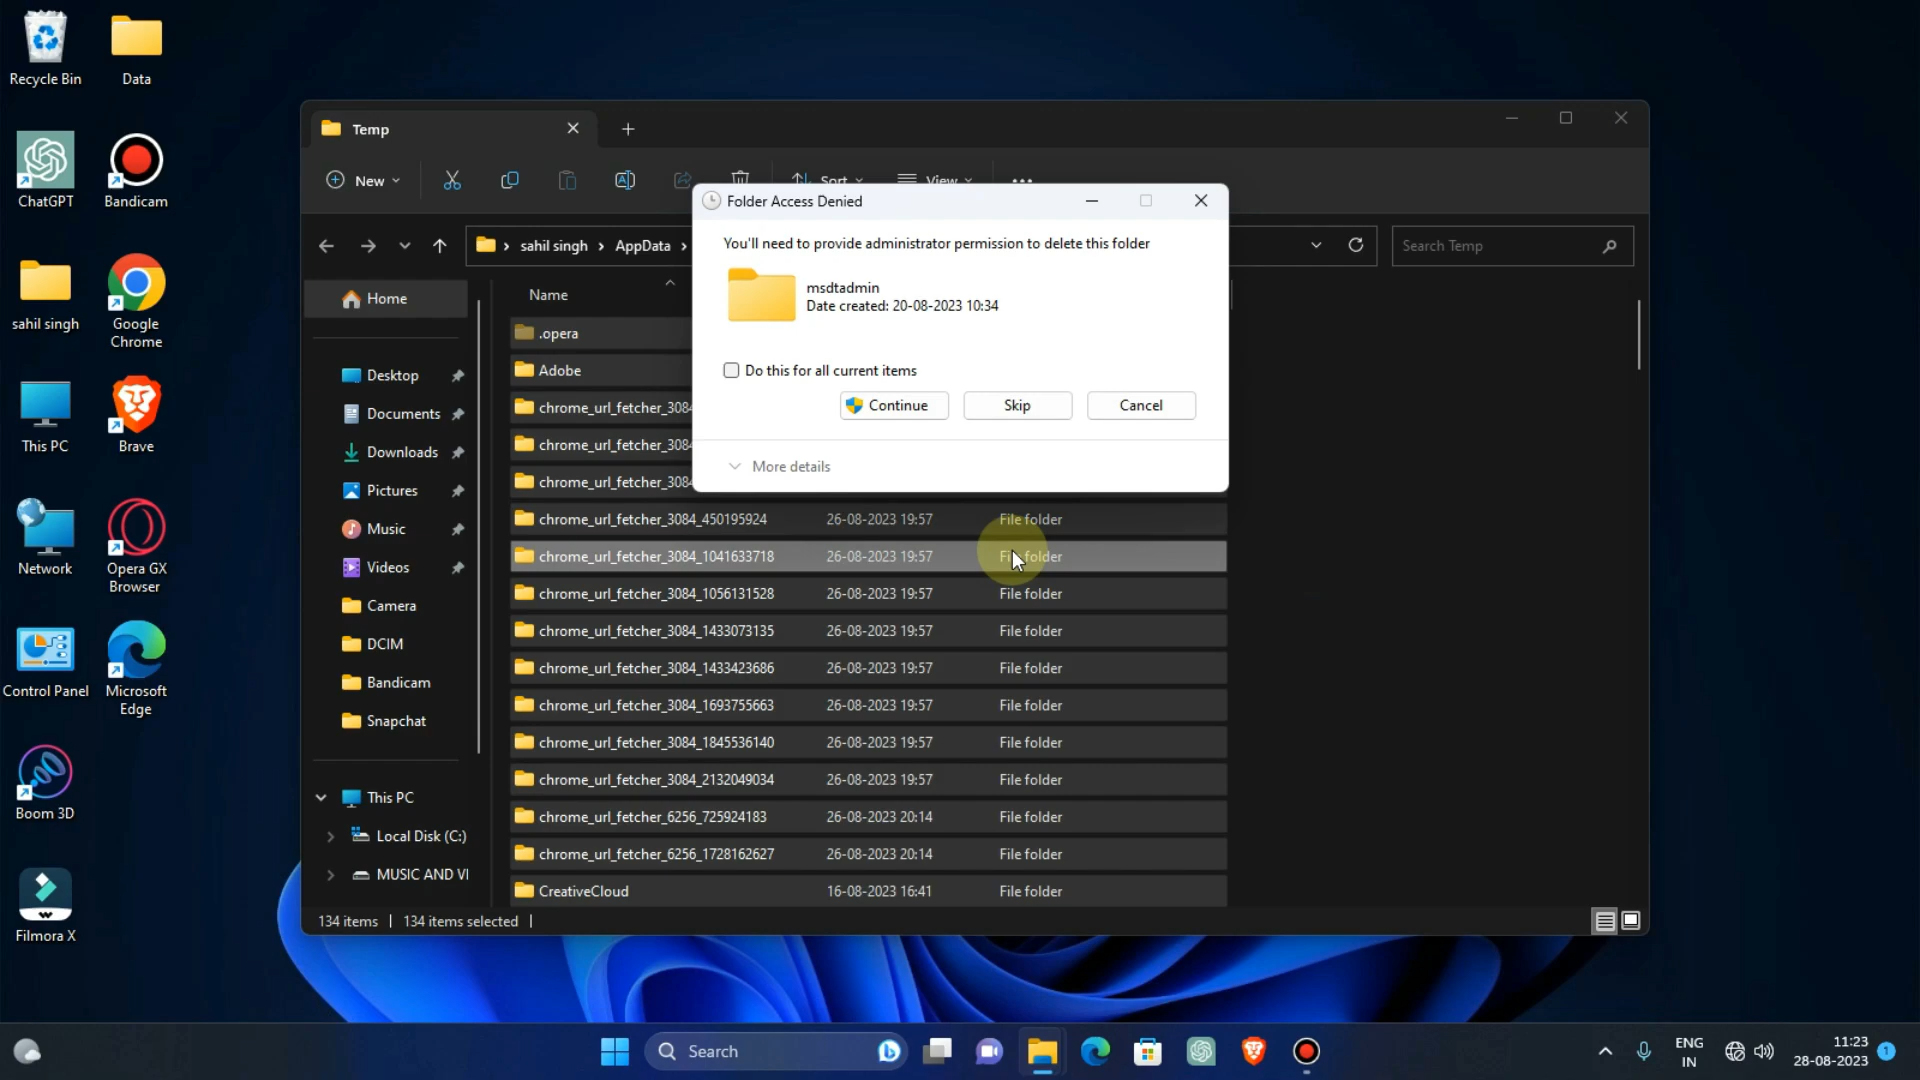 Recycle Bin
Data
ChatGPT
Bandicam
sahil singh
Google
Chrome
This PC
Brave
Network
Opera GX
Browser
Control Panel
Microsoft
Edge
Boom 3D
Filmora X
Temp
New
Sort
View
sahil singh > AppData >
Search Temp
Home
Desktop
Documents
Downloads
Pictures
Music
Videos
Camera
DCIM
Bandicam
Snapchat
This PC
Local Disk (C:)
MUSIC AND VI
Name
.opera
Adobe
chrome_url_fetcher_3084
chrome_url_fetcher_3084
chrome_url_fetcher_3084
chrome_url_fetcher_3084_450195924 26-08-2023 19:57 File folder
chrome_url_fetcher_3084_1041633718 26-08-2023 19:57 File folder
chrome_url_fetcher_3084_1056131528 26-08-2023 19:57 File folder
chrome_url_fetcher_3084_1433073135 26-08-2023 19:57 File folder
chrome_url_fetcher_3084_1433423686 26-08-2023 19:57 File folder
chrome_url_fetcher_3084_1693755663 26-08-2023 19:57 File folder
chrome_url_fetcher_3084_1845536140 26-08-2023 19:57 File folder
chrome_url_fetcher_3084_2132049034 26-08-2023 19:57 File folder
chrome_url_fetcher_6256_725924183 26-08-2023 20:14 File folder
chrome_url_fetcher_6256_1728162627 26-08-2023 20:14 File folder
CreativeCloud 16-08-2023 16:41 File folder
134 items | 134 items selected |
Folder Access Denied
You'll need to provide administrator permission to delete this folder
msdtadmin
Date created: 20-08-2023 10:34
Do this for all current items
Continue
Skip
Cancel
More details
Search
ENG
IN
11:23
28-08-2023
1